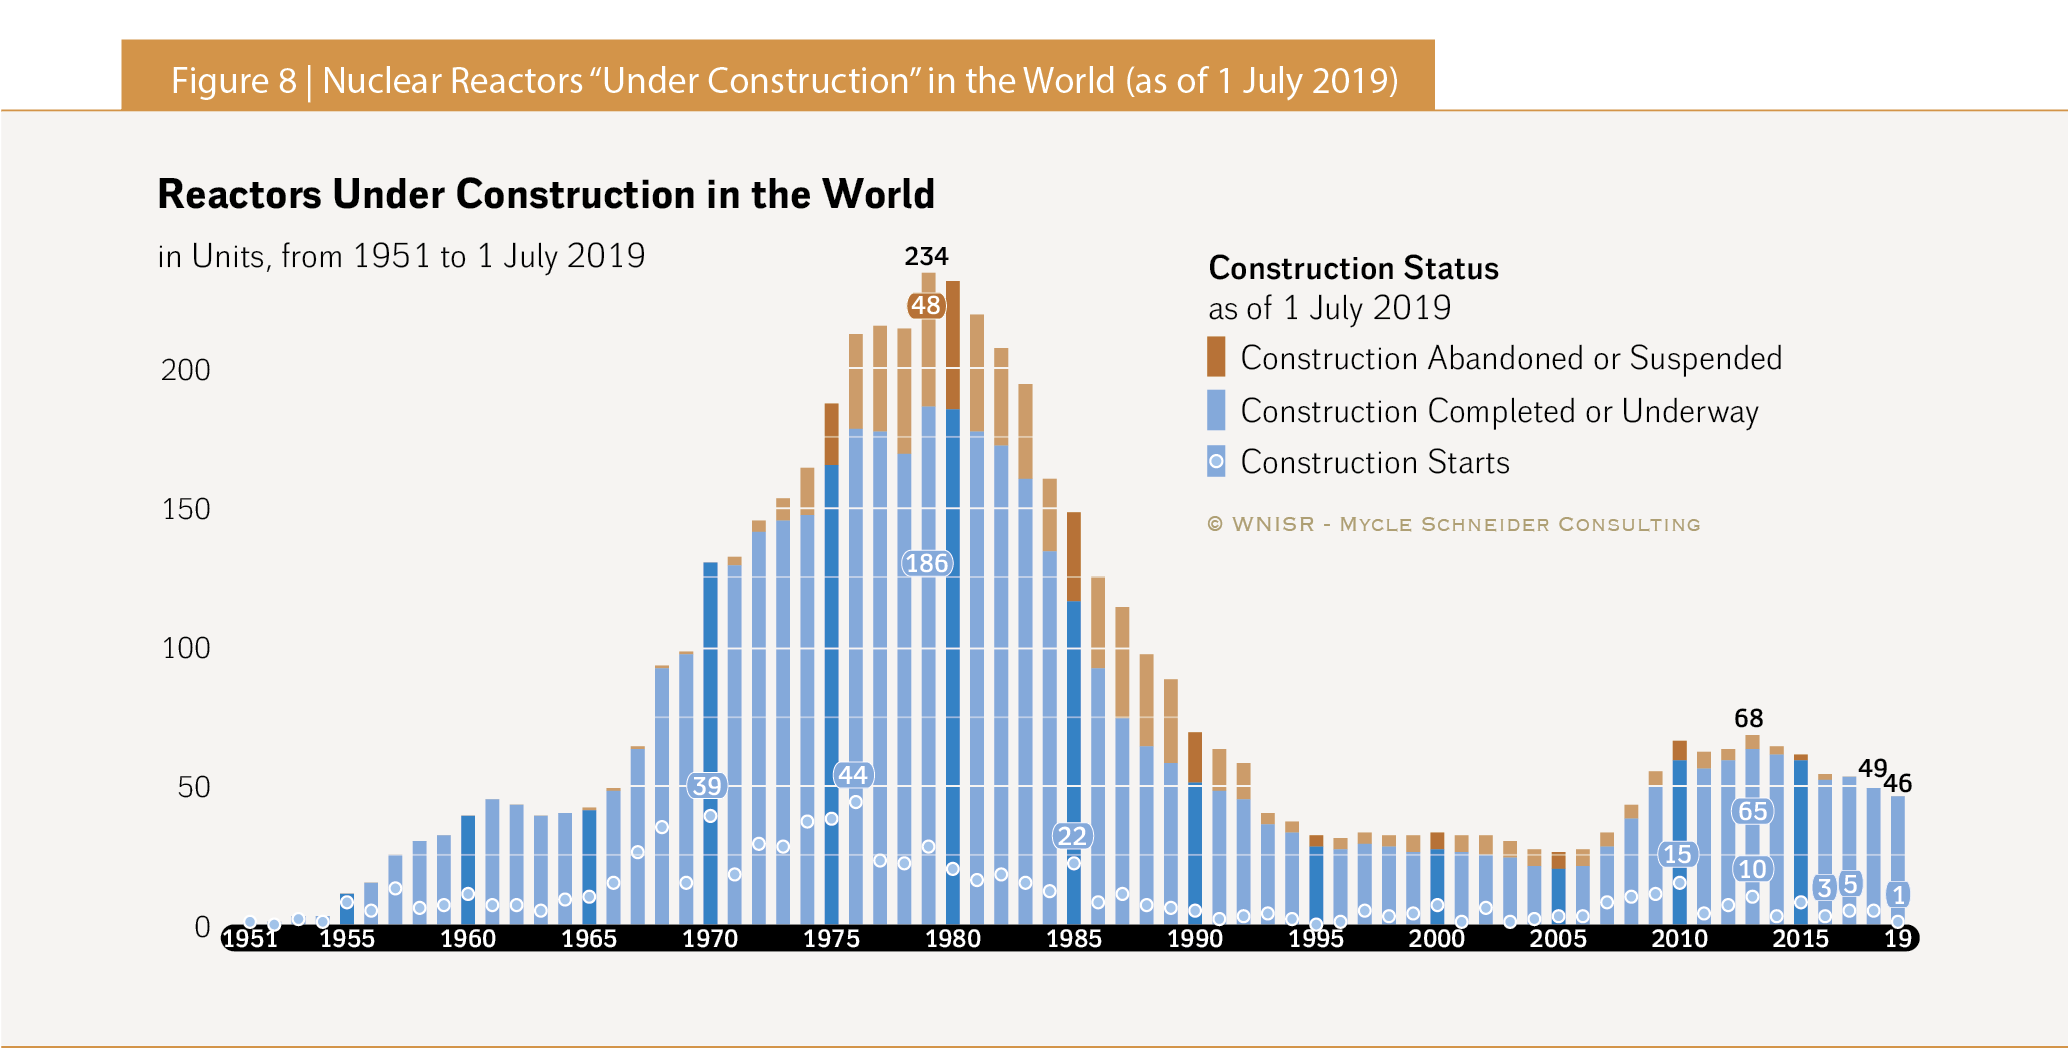 Figure 8 | Nuclear Reactors “Under Construction” in the World (as of 1 July 2019)
Reactors Under Construction in the World
in Units, from 1951 to 1 July 2019
Construction Status
as of 1 July 2019
Construction Abandoned or Suspended
Construction Completed or Underway
Construction Starts
© WNISR - Mycle Schneider Consulting
234
48
200
150
186
100
68
49
46
50
39
44
65
22
15
10
3
5
1
0
1951 1955 1960 1965 1970 1975 1980 1985 1990 1995 2000 2005 2010 2015 19